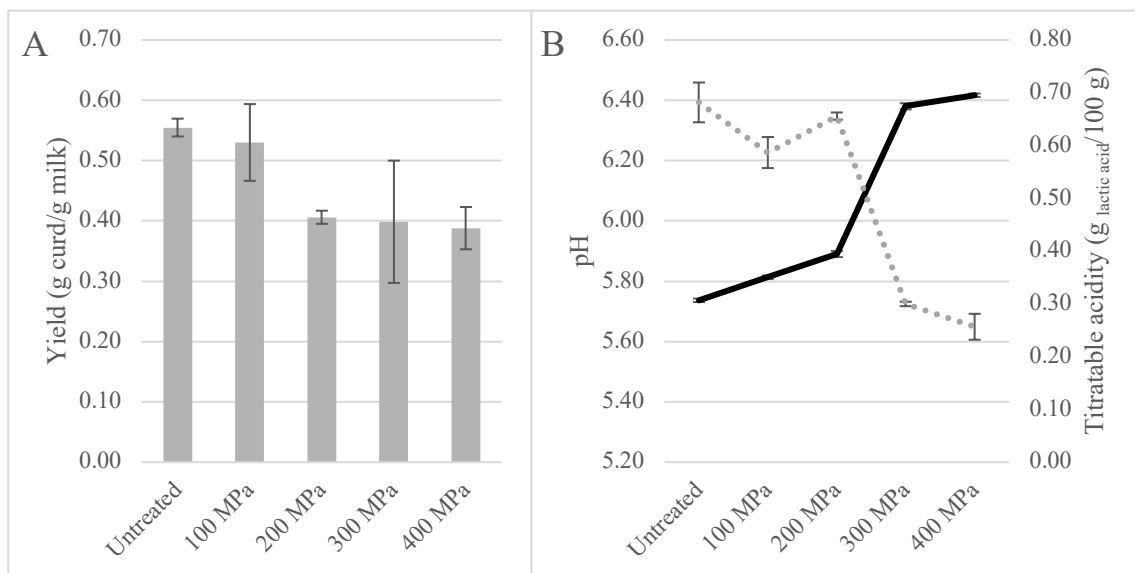 A
Yield (g curd/g milk)
0.70
0.60
0.50
0.40
0.30
0.20
0.10
0.00
Untreated
100 MPa
200 MPa
300 MPa
400 MPa
B
pH
6.60
6.40
6.20
6.00
5.80
5.60
5.40
5.20
Untreated
100 MPa
200 MPa
300 MPa
400 MPa
0.80
0.70
0.60
0.50
0.40
0.30
0.20
0.10
0.00
Titratable acidity (g lactic acid/100 g)